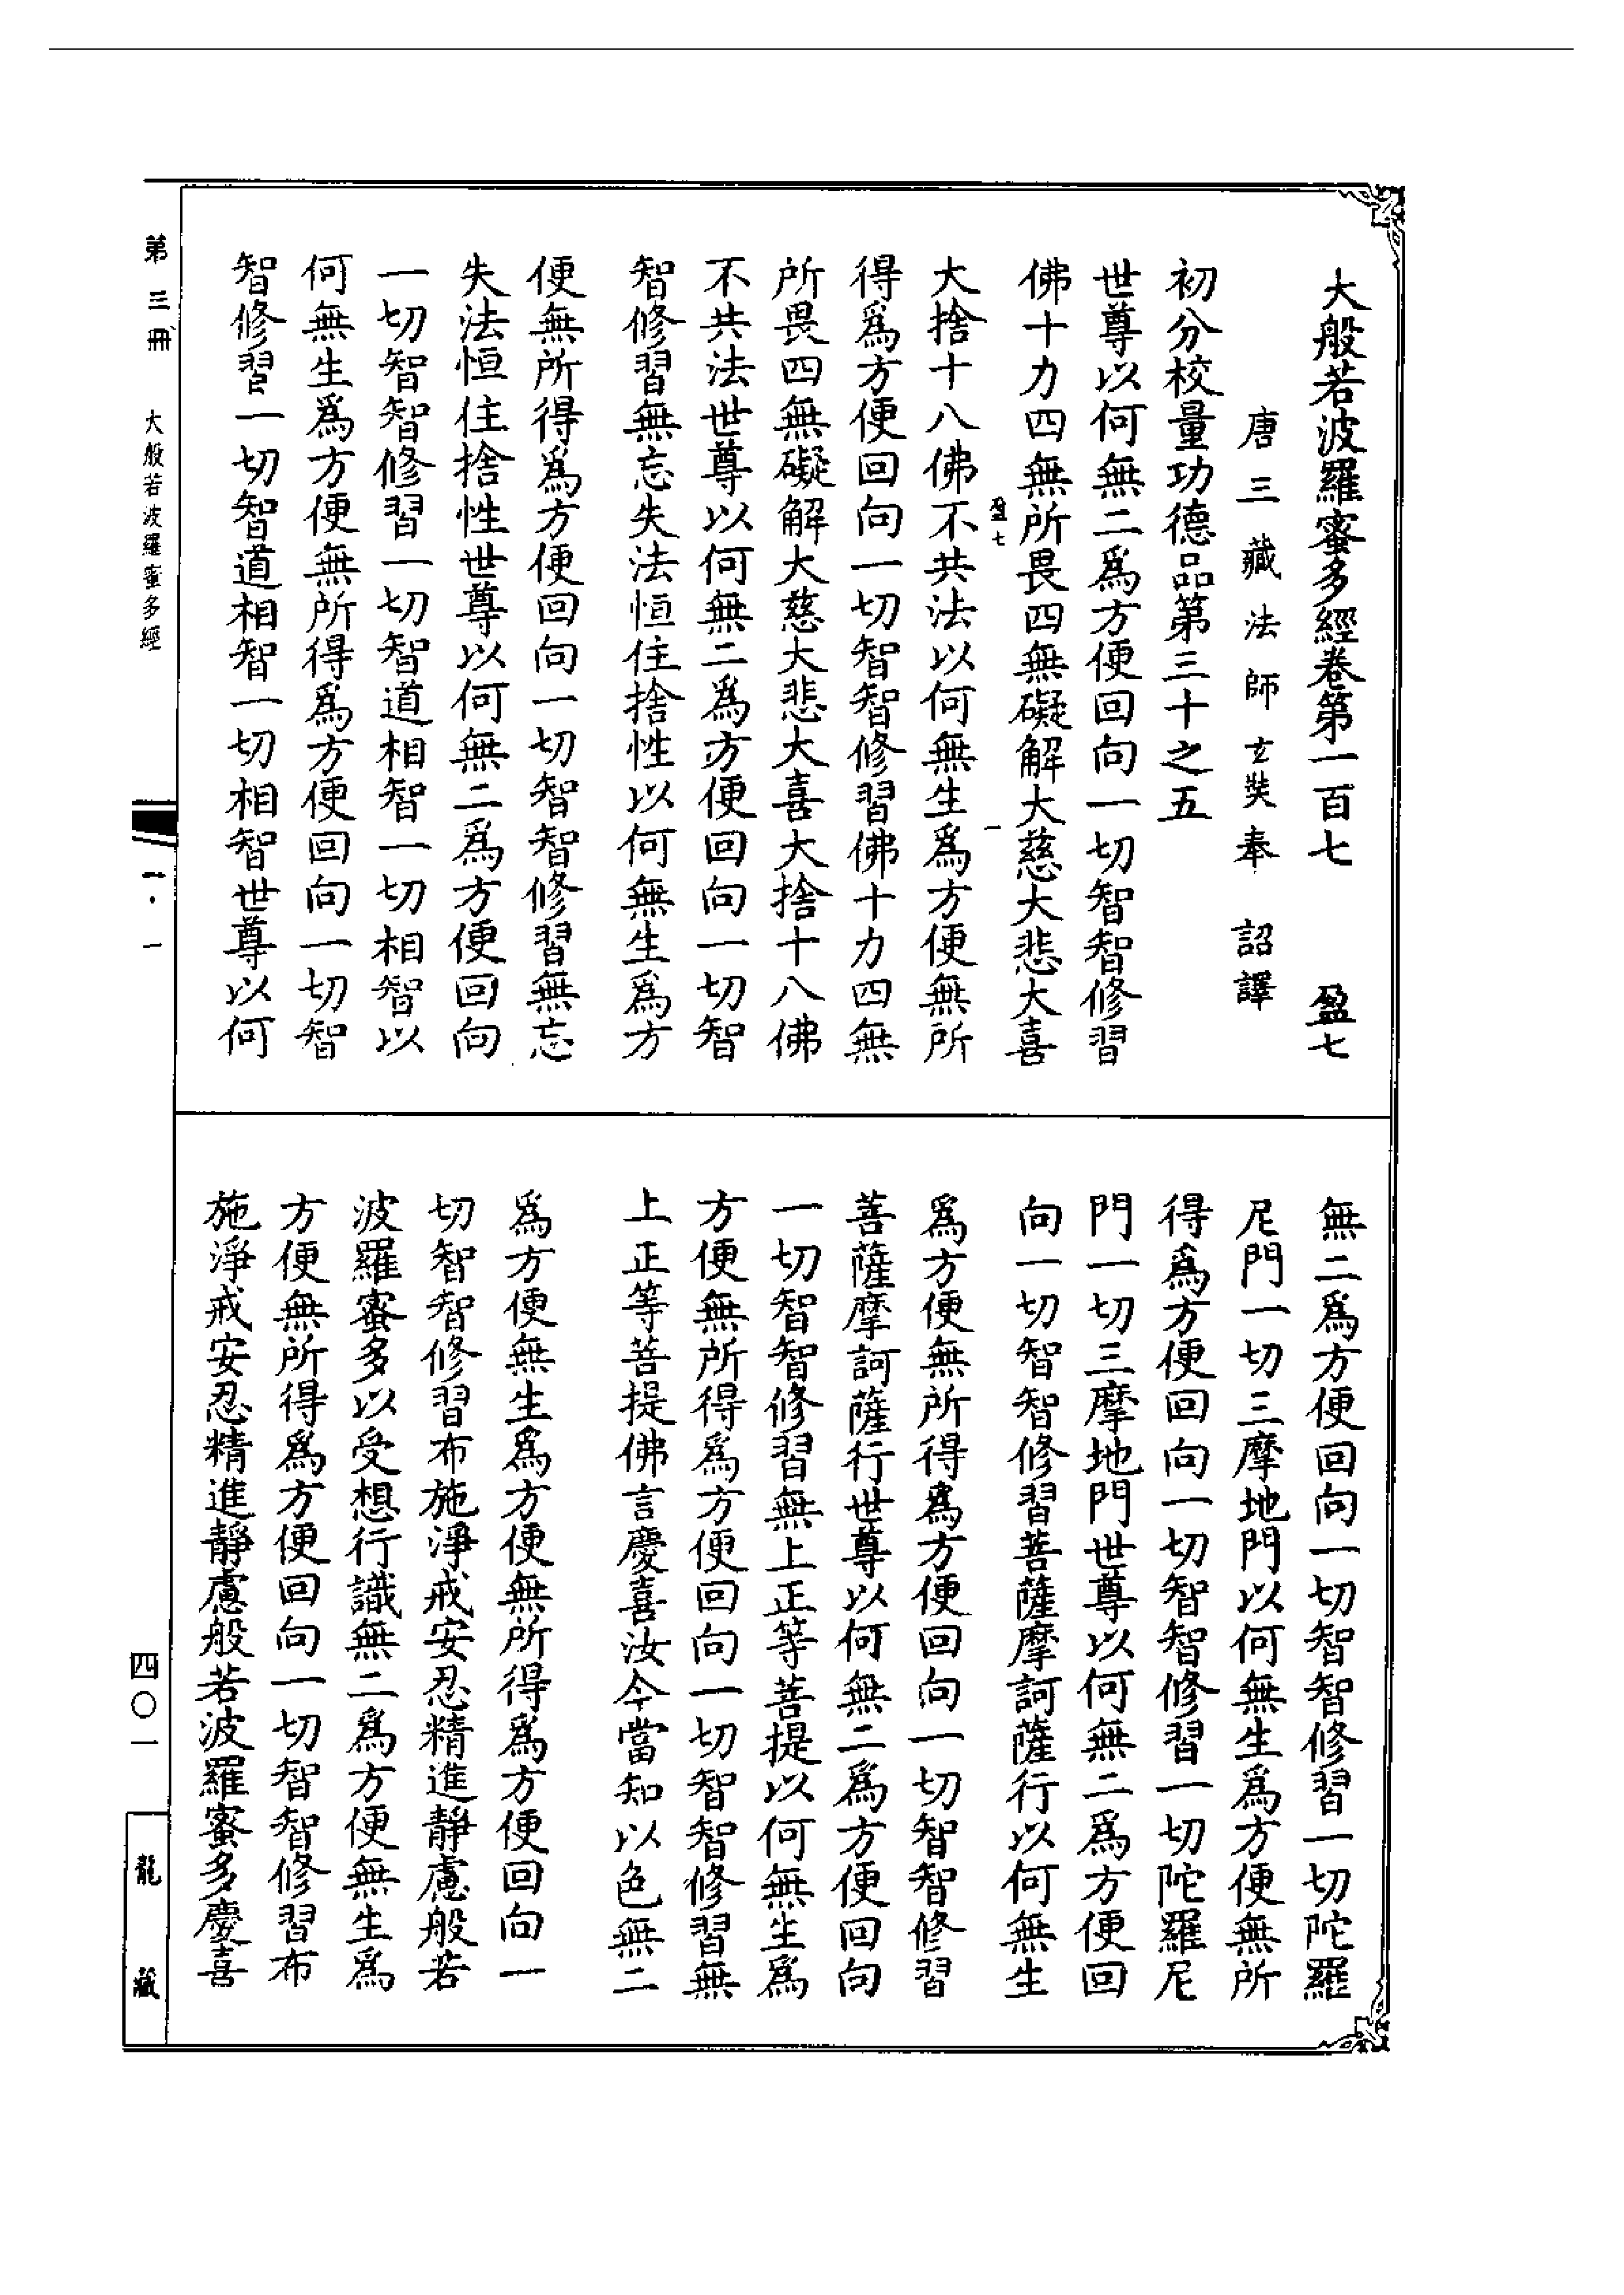 大般若波羅蜜多經卷第一百七　盈七
唐三藏法師玄奘奉　詔譯
初分校量功德品第三十之五
世尊以何無二爲方便回向一切智智修習
佛十力四無所畏四無礙解大慈大悲大喜
盈七　一
大捨十八佛不共法以何無生爲方便無所
得爲方便回向一切智智修習佛十力四無
所畏四無礙解大慈大悲大喜大捨十八佛
不共法世尊以何無二爲方便回向一切智
智修習無忘失法恒住捨性以何無生爲方
便無所得爲方便回向一切智智修習無忘
失法恒住捨性世尊以何無二爲方便回向
一切智智修習一切智道相智一切相智以
何無生爲方便無所得爲方便回向一切智
智修習一切智道相智一切相智世尊以何
無二爲方便回向一切智智修習一切陀羅
尼門一切三摩地門以何無生爲方便無所
得爲方便回向一切智智修習一切陀羅尼
門一切三摩地門世尊以何無二爲方便回
向一切智智修習菩薩摩訶薩行以何無生
爲方便無所得爲方便回向一切智智修習
菩薩摩訶薩行世尊以何無二爲方便回向
一切智智修習無上正等菩提以何無生爲
方便無所得爲方便回向一切智智修習無
上正等菩提佛言慶喜汝今當知以色無二
爲方便無生爲方便無所得爲方便回向一
切智智修習布施淨戒安忍精進靜慮般若
波羅蜜多以受想行識無二爲方便無生爲
方便無所得爲方便回向一切智智修習布
施淨戒安忍精進靜慮般若波羅蜜多慶喜
第三冊　大般若波羅蜜多經　一·一　四〇一　龍藏